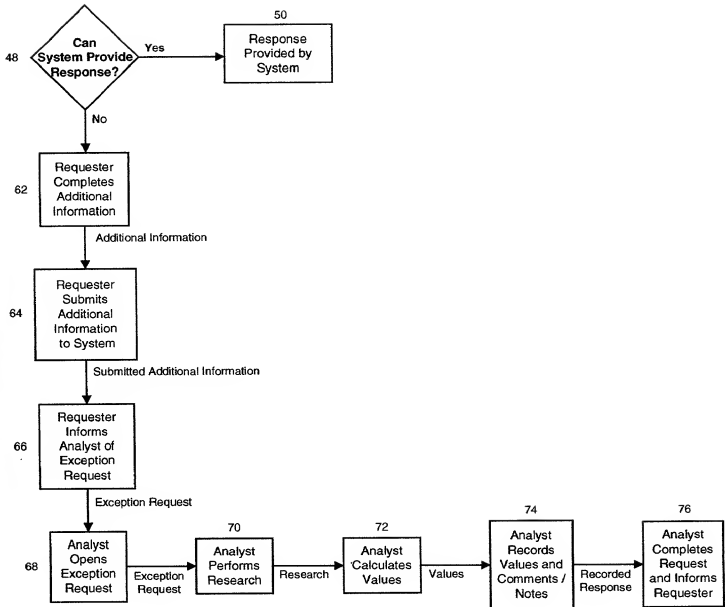 50
48
Can
System Provide
Response?
Yes
Response
Provided by
System
No
62
Requester
Completes
Additional
Information
Additional Information
64
Requester
Submits
Additional
Information
to System
Submitted Additional Information
66
Requester
Informs
Analyst of
Exception
Request
Exception Request
68
Analyst
Opens
Exception
Request
Exception
Request
70
Analyst
Performs
Research
Research
72
Analyst
Calculates
Values
Values
74
Analyst
Records
Values and
Comments /
Notes
Recorded
Response
76
Analyst
Completes
Request
and Informs
Requester